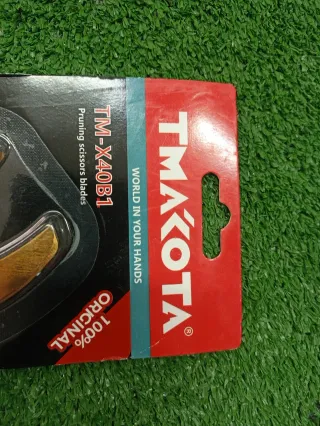 TMAKOTA®
WORLD IN YOUR HANDS
TM-X40B1
Pruning scissors blades
100%
ORIGINAL